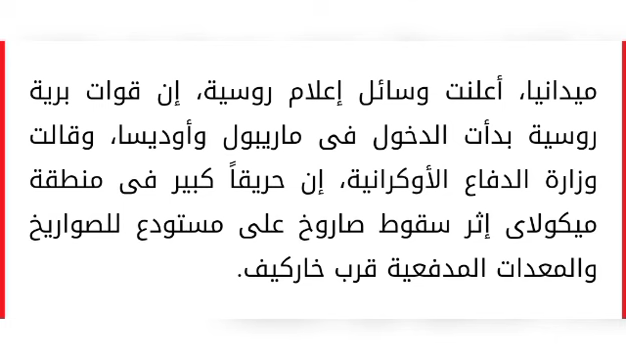 ميدانيا، أعلنت وسائل إعلام روسية، إن قوات برية
روسية بدأت الدخول فى ماريبول وأوديسا، وقالت
وزارة الدفاع الأوكرانية، إن حريقاً كبير فى منطقة
ميكولاى إثر سقوط صاروخ على مستودع للصواريخ
والمعدات المدفعية قرب خاركيف.